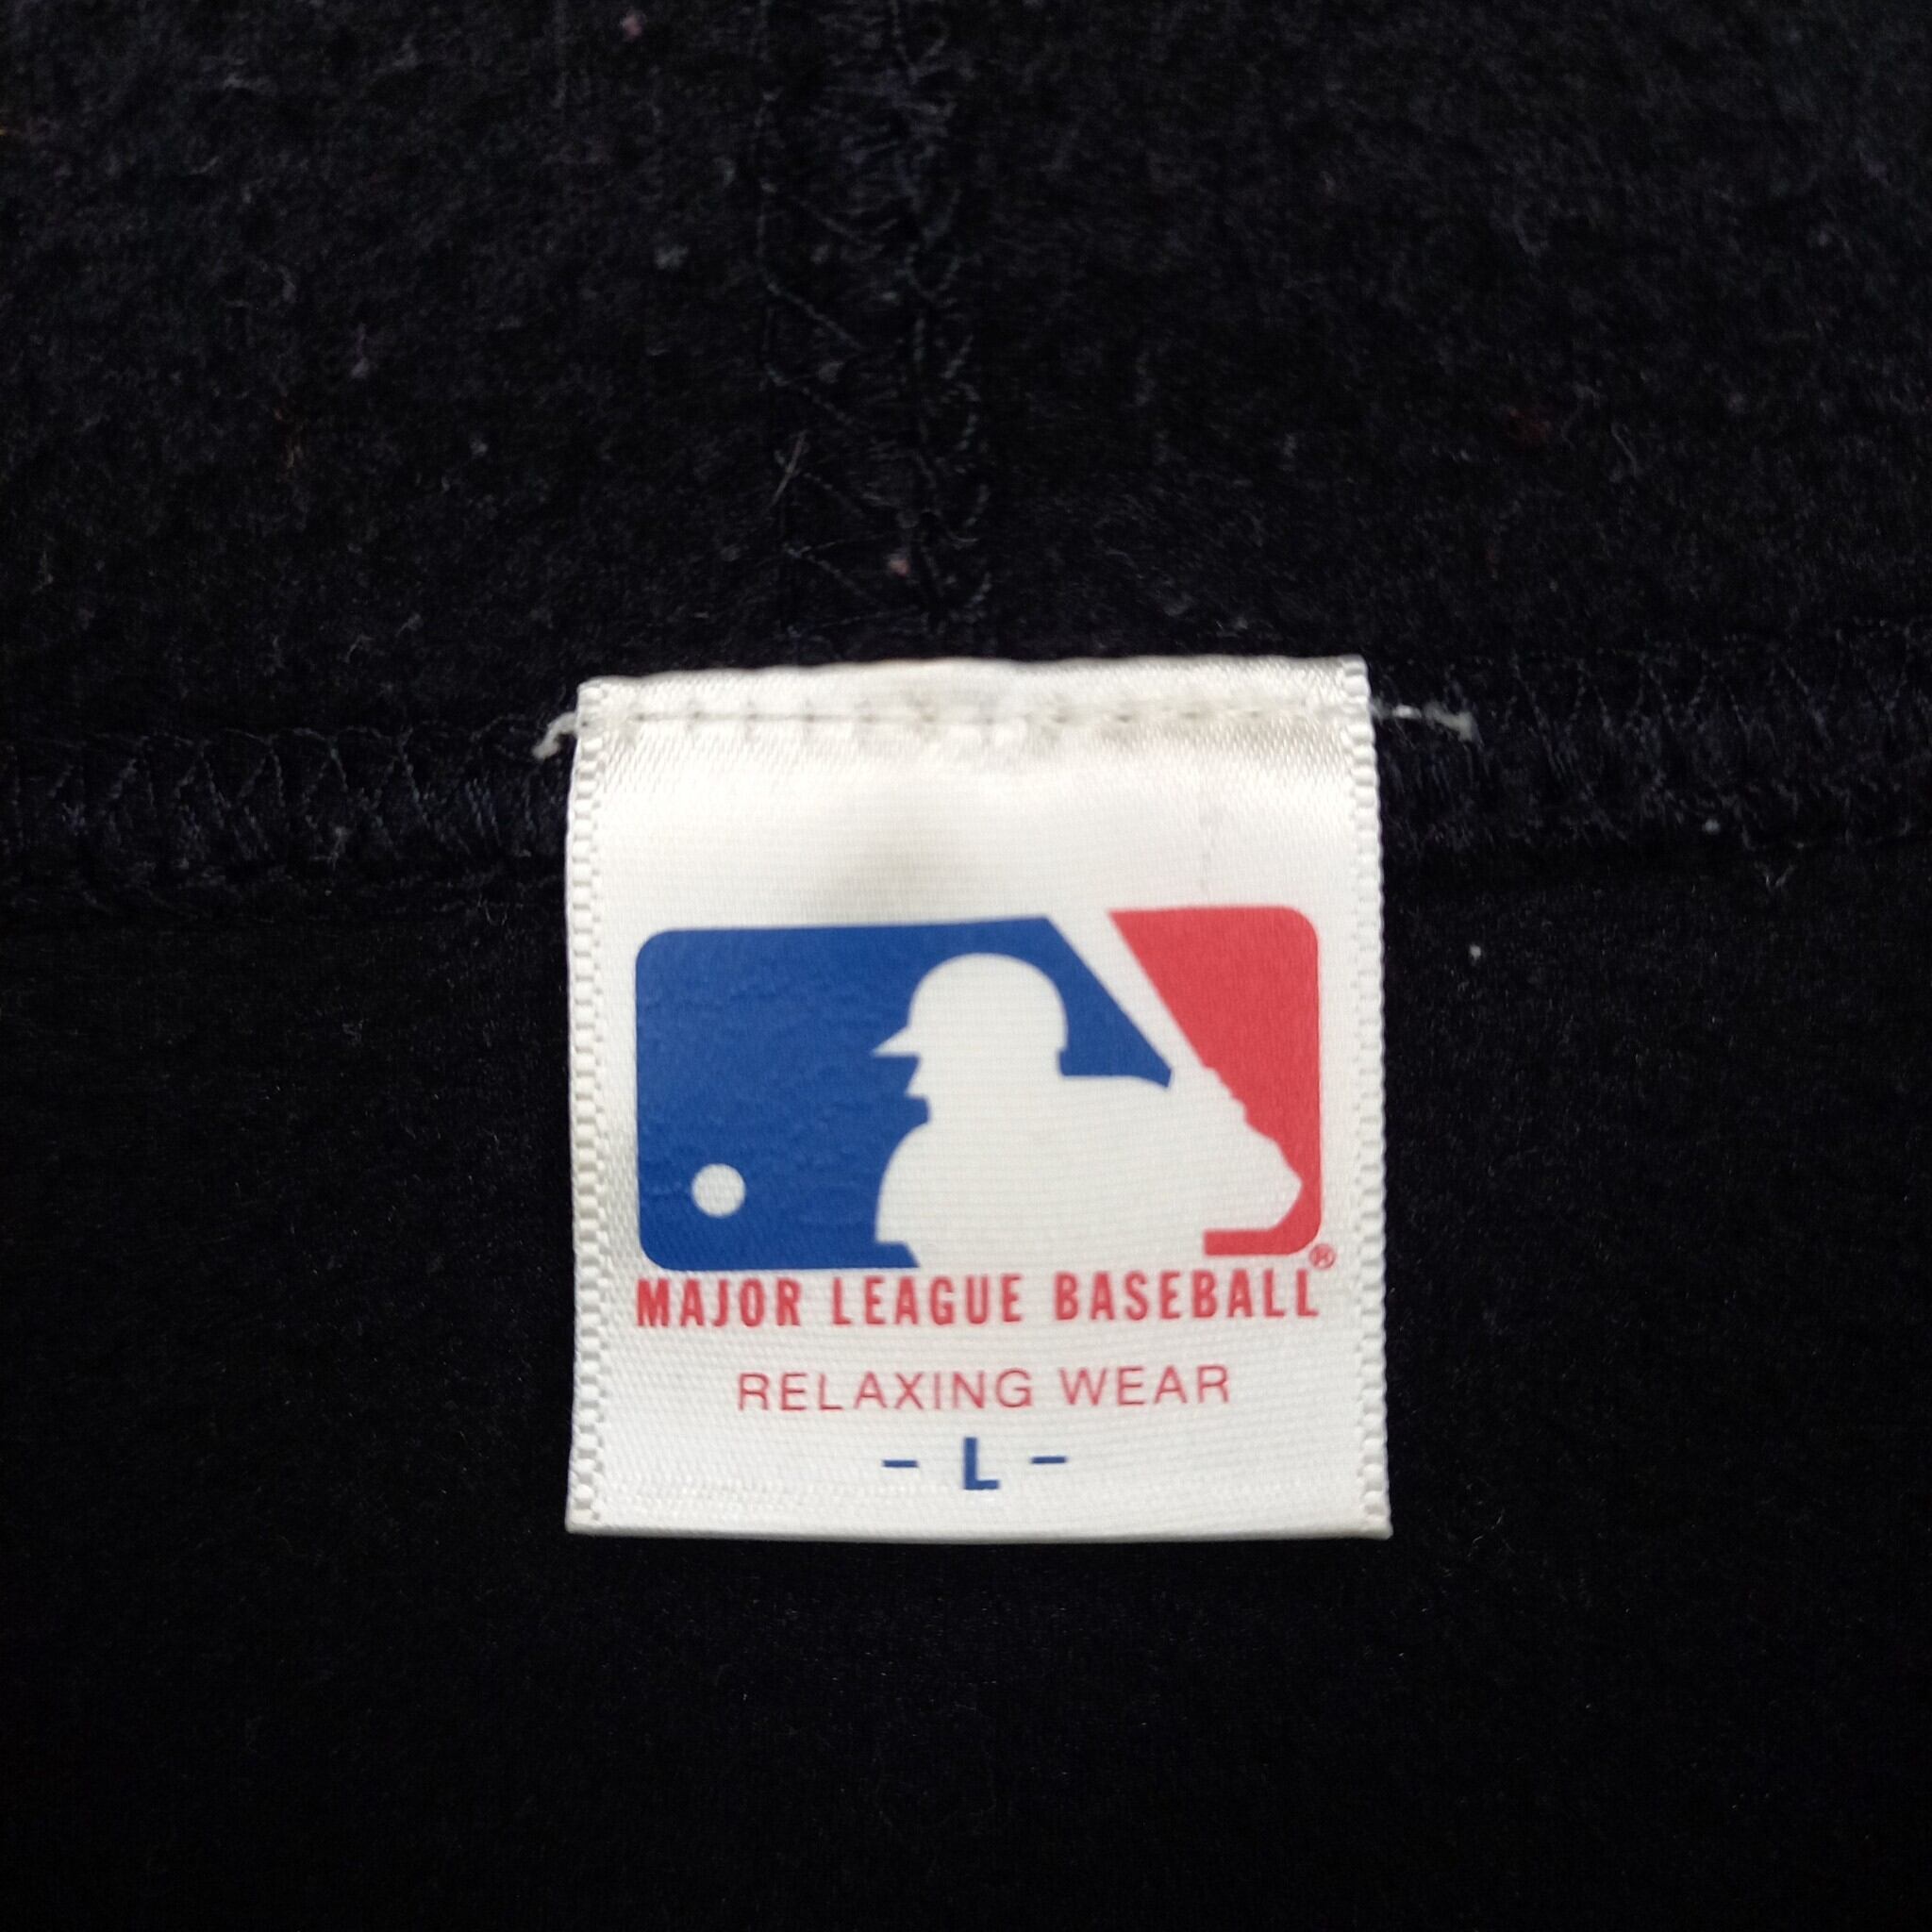 ®
MAJOR LEAGUE BASEBALL
RELAXING WEAR
- L -